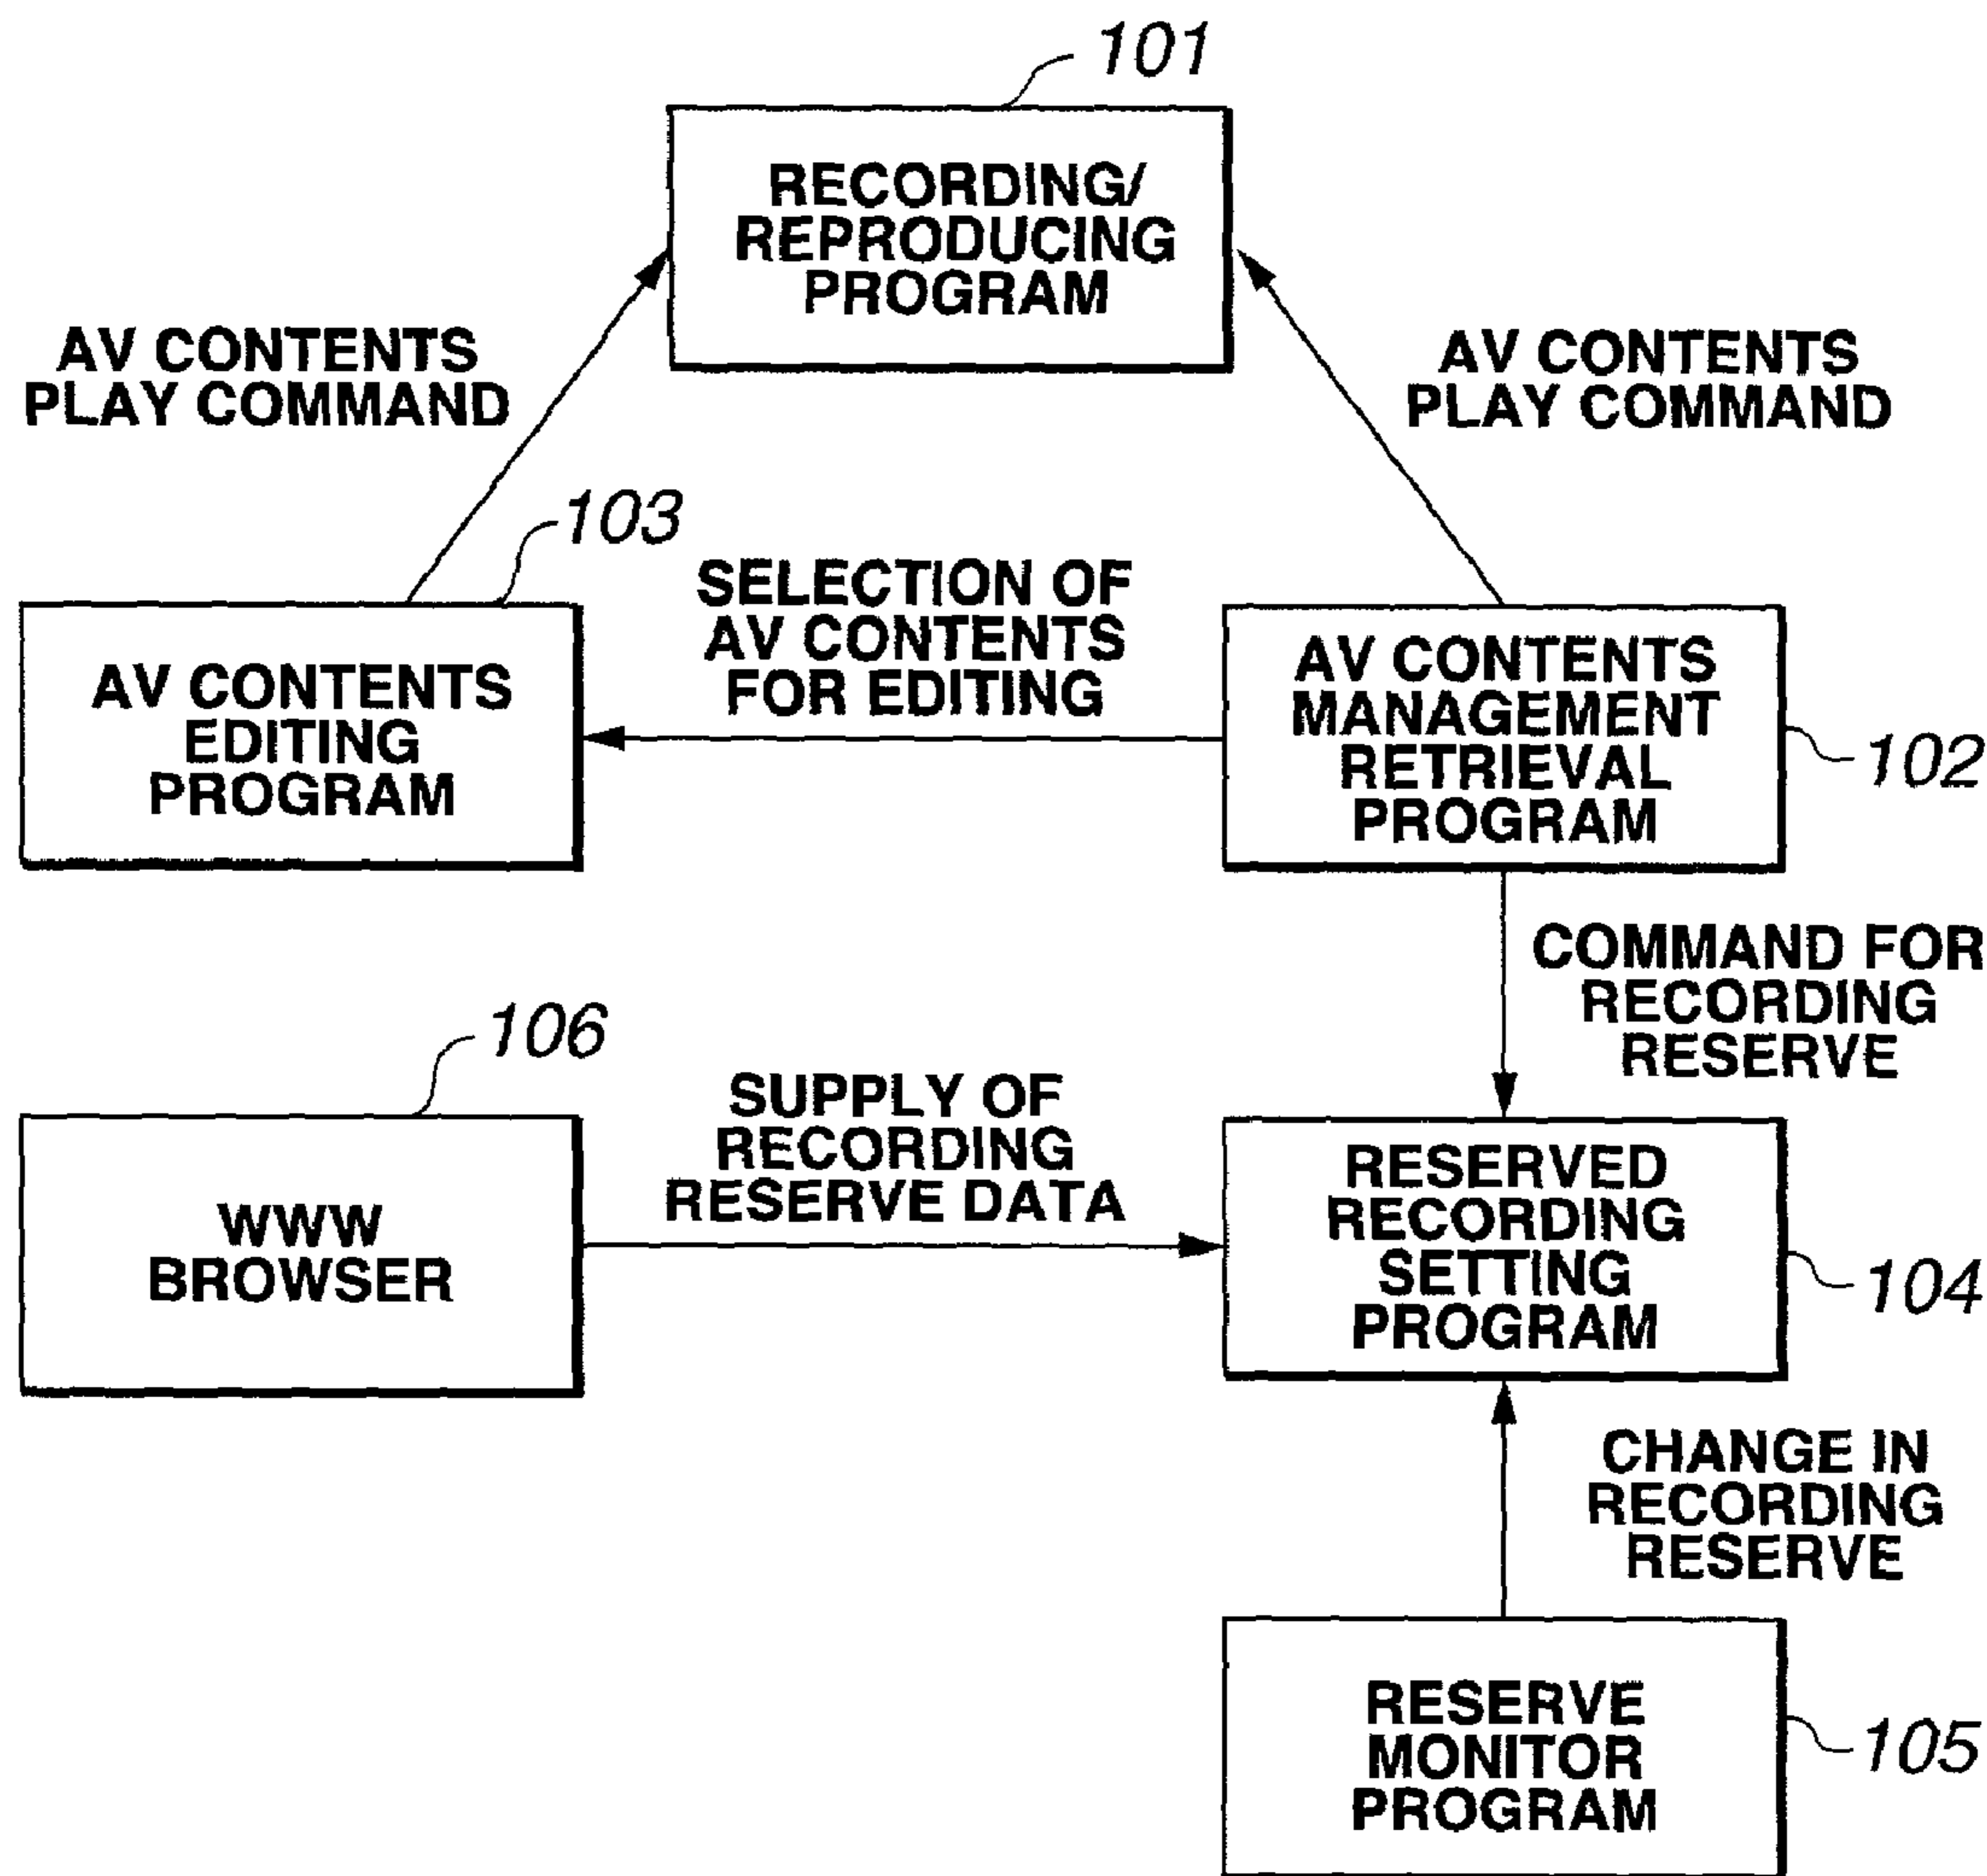 101
RECORDING/
REPRODUCING
PROGRAM
AV CONTENTS
PLAY COMMAND
AV CONTENTS
PLAY COMMAND
103
SELECTION OF
AV CONTENTS
FOR EDITING
AV CONTENTS
EDITING
PROGRAM
AV CONTENTS
MANAGEMENT
RETRIEVAL
PROGRAM
102
COMMAND FOR
RECORDING
RESERVE
106
SUPPLY OF
RECORDING
RESERVE DATA
WWW
BROWSER
RESERVED
RECORDING
SETTING
PROGRAM
104
CHANGE IN
RECORDING
RESERVE
RESERVE
MONITOR
PROGRAM
105